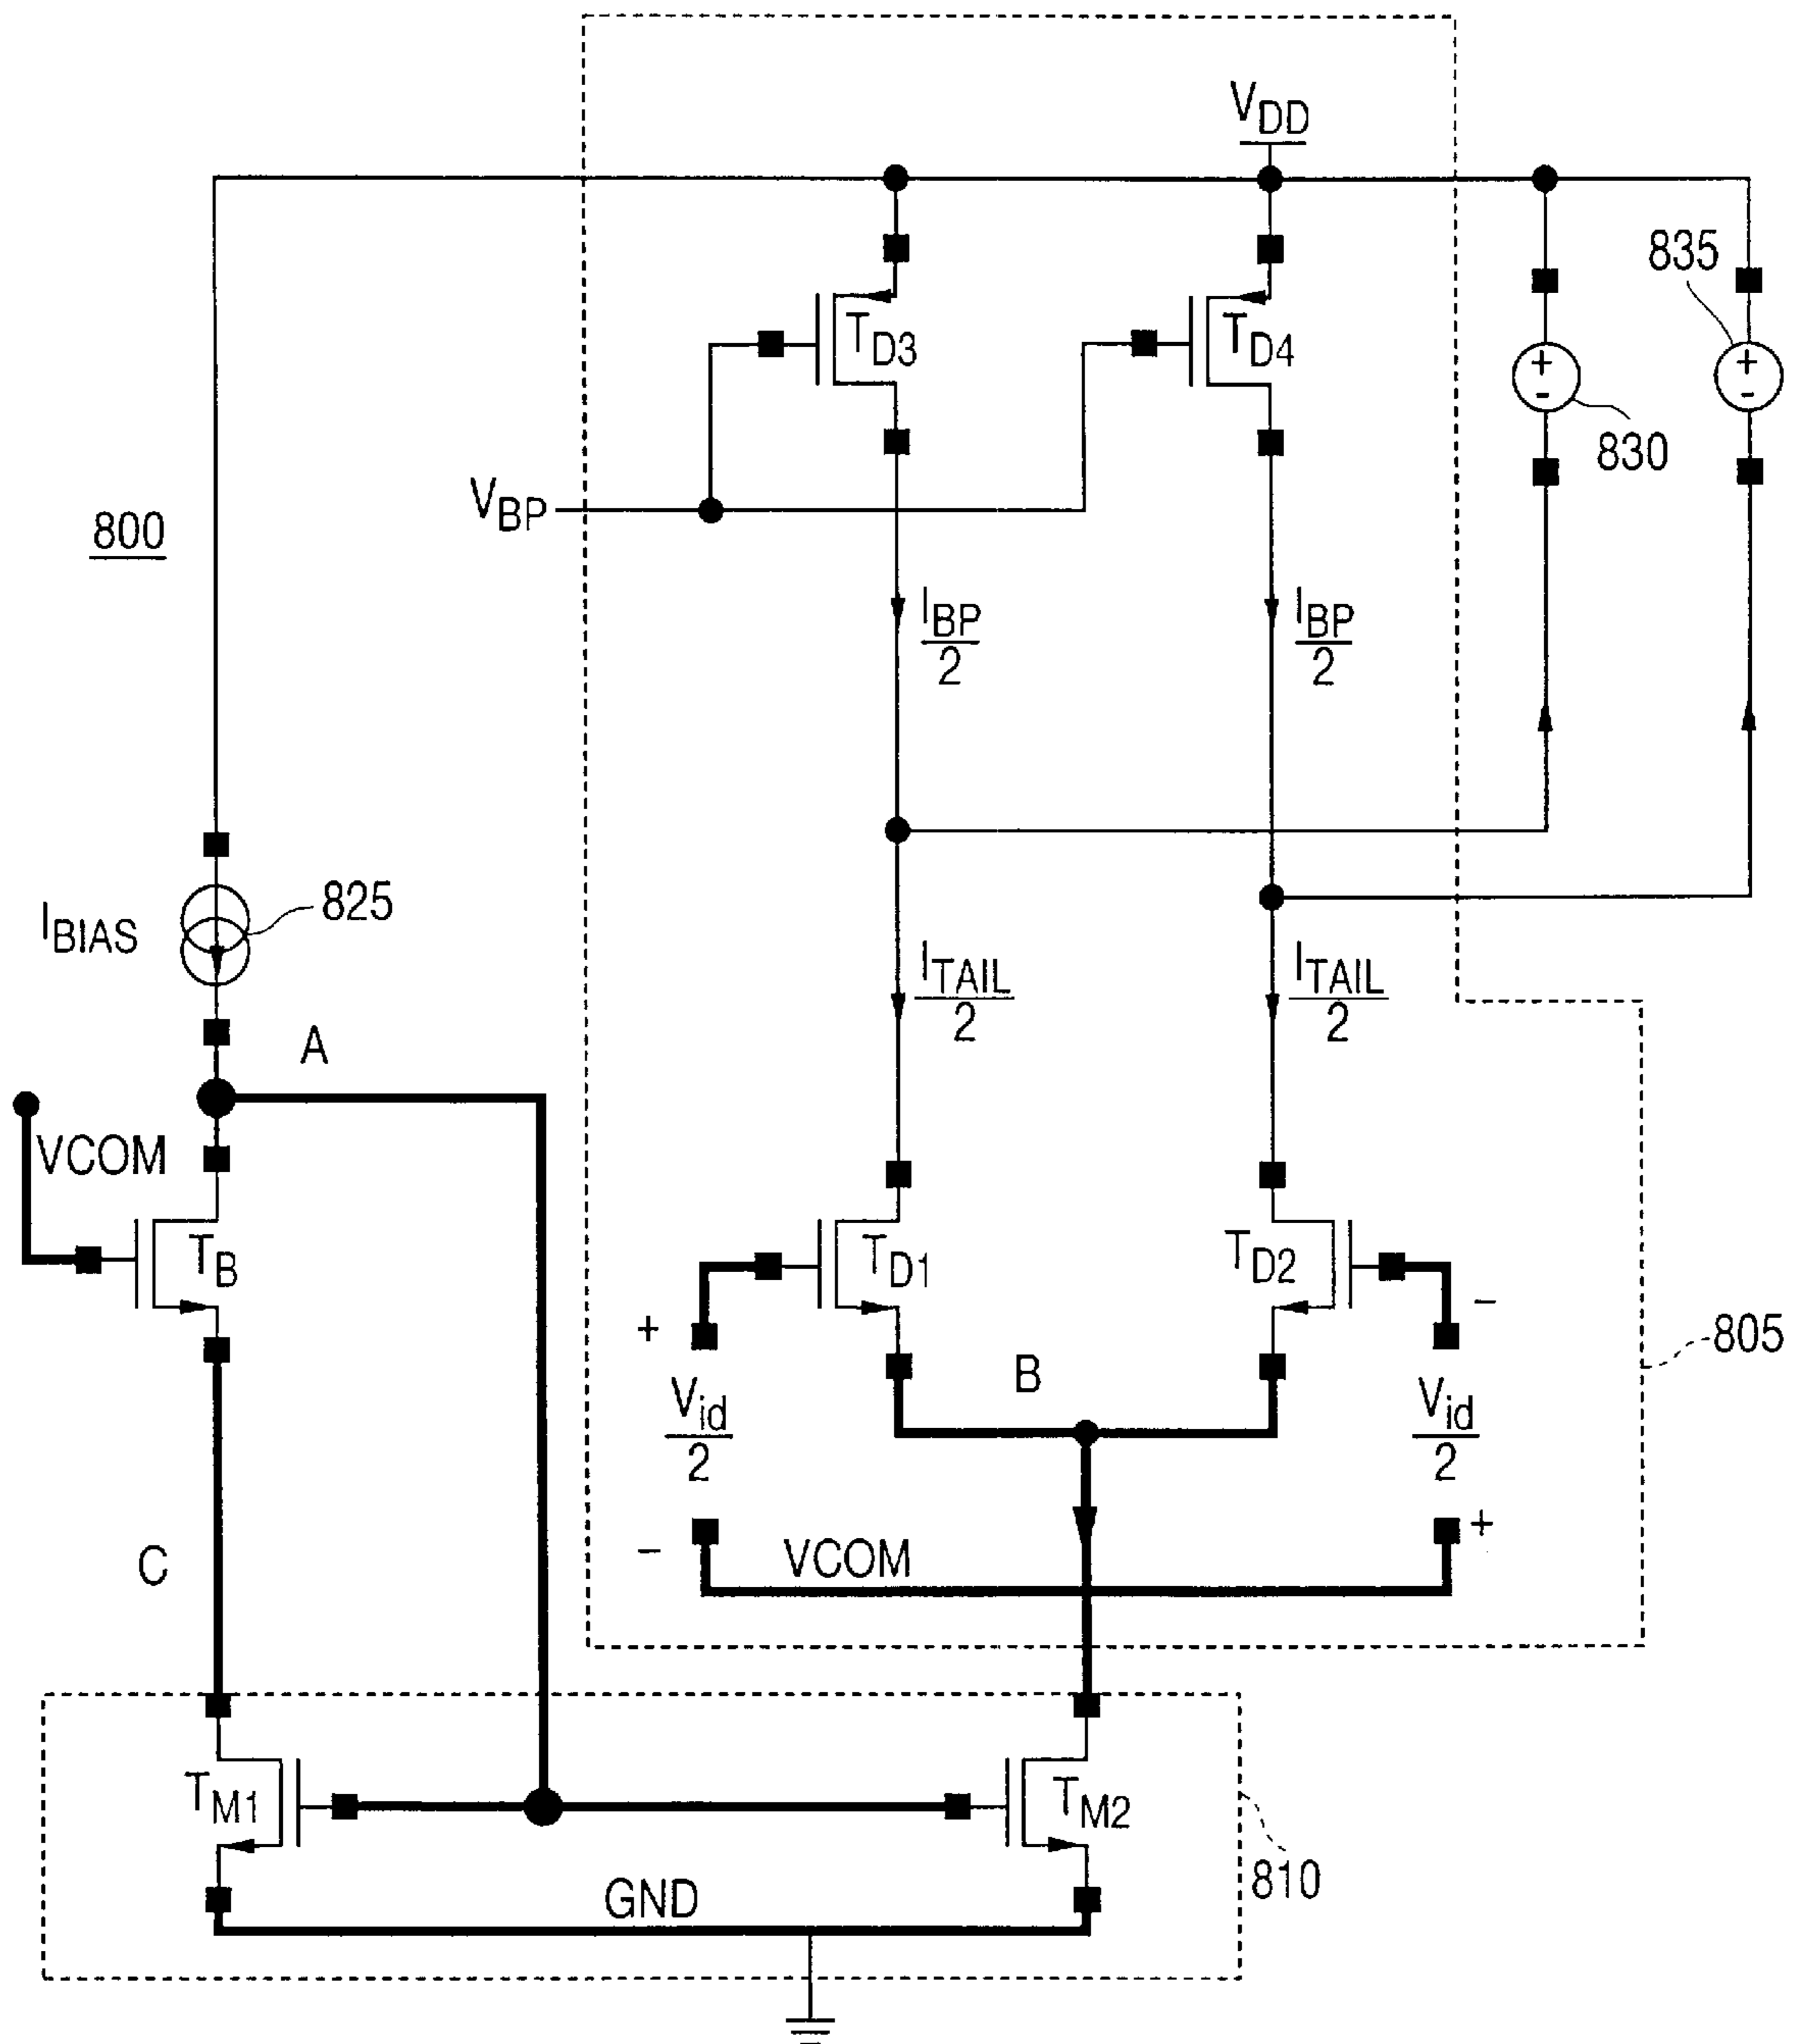 VDD
835
TD3
TD4
+
-
+
-
830
VBP
800
IBP
2
IBP
2
IBIAS
825
ITAIL
2
ITAIL
2
A
VCOM
TB
TD1
TD2
+
−
805
B
Vid
2
Vid
2
−
VCOM
+
C
TM1
TM2
810
GND